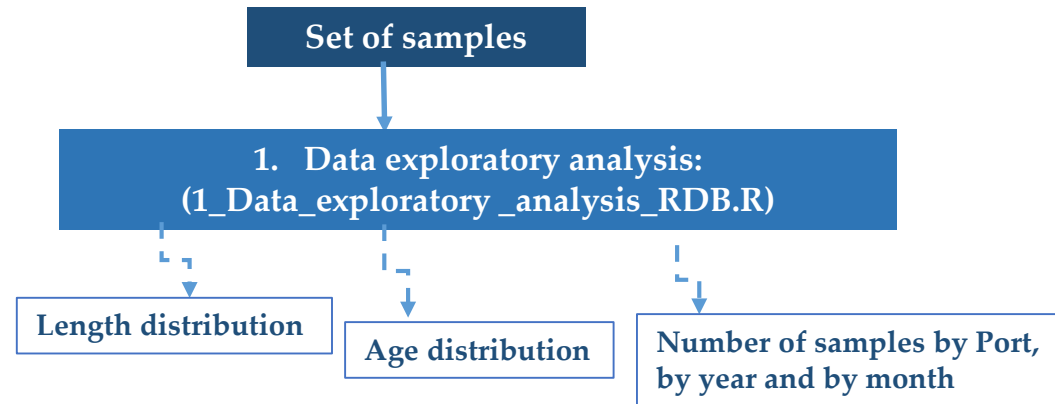 Set of samples
1. Data exploratory analysis:
(1_Data_exploratory _analysis_RDB.R)
Length distribution
Age distribution
Number of samples by Port,
by year and by month